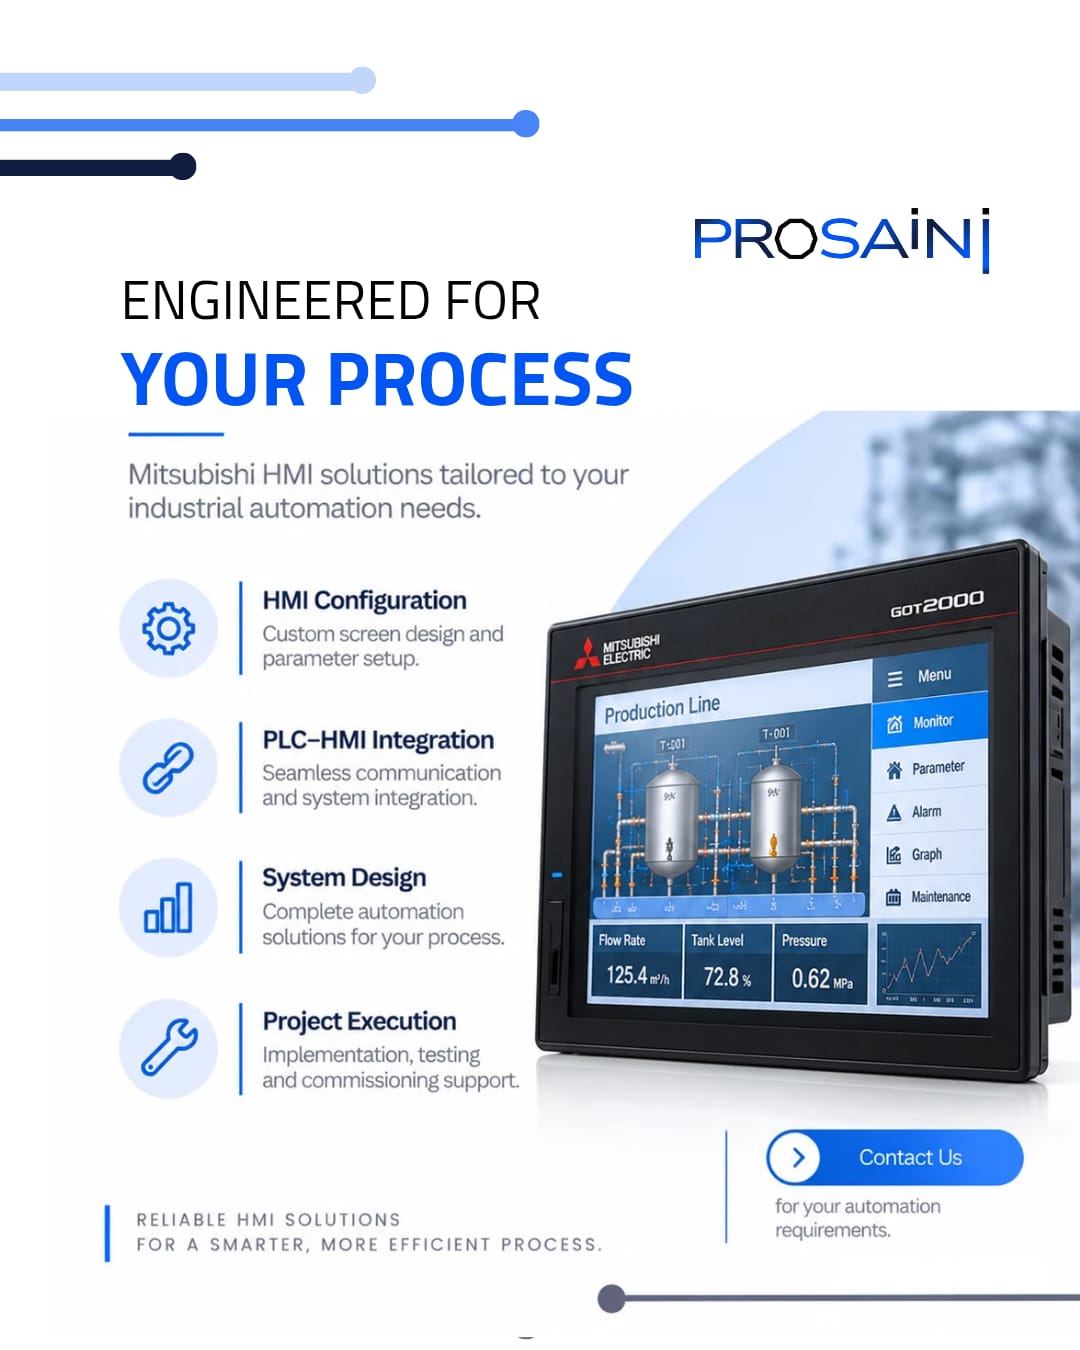 PROSAINI
ENGINEERED FOR
YOUR PROCESS
Mitsubishi HMI solutions tailored to your
industrial automation needs.
HMI Configuration
Custom screen design and
parameter setup.
PLC–HMI Integration
Seamless communication
and system integration.
System Design
Complete automation
solutions for your process.
Project Execution
Implementation, testing
and commissioning support.
MITSUBISHI
ELECTRIC
GOT2000
Production Line
T-001
T-001
Menu
Monitor
Parameter
Alarm
Graph
Maintenance
Flow Rate
125.4 m³/h
Tank Level
72.8 %
Pressure
0.62 MPa
Contact Us
for your automation
requirements.
RELIABLE HMI SOLUTIONS
FOR A SMARTER, MORE EFFICIENT PROCESS.